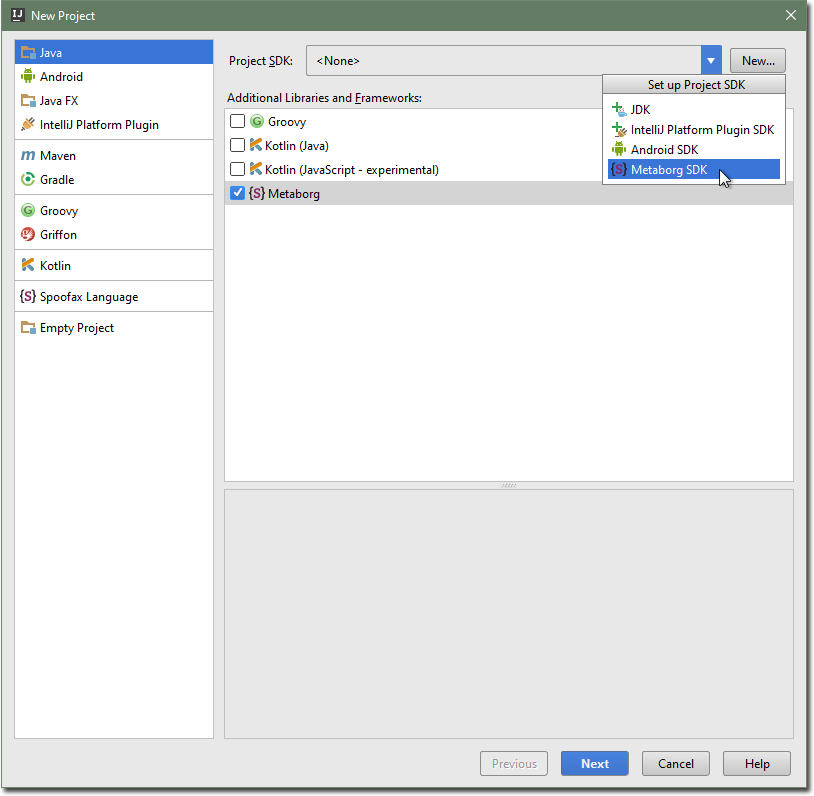 IJ New Project
Java
Android
Java FX
IntelliJ Platform Plugin
m Maven
Gradle
G Groovy
Griffon
Kotlin
{S} Spoofax Language
Empty Project
Project SDK: <None> New...
Set up Project SDK
JDK
IntelliJ Platform Plugin SDK
Android SDK
{S} Metaborg SDK
Additional Libraries and Frameworks:
G Groovy
Kotlin (Java)
Kotlin (JavaScript - experimental)
{S} Metaborg
Previous Next Cancel Help